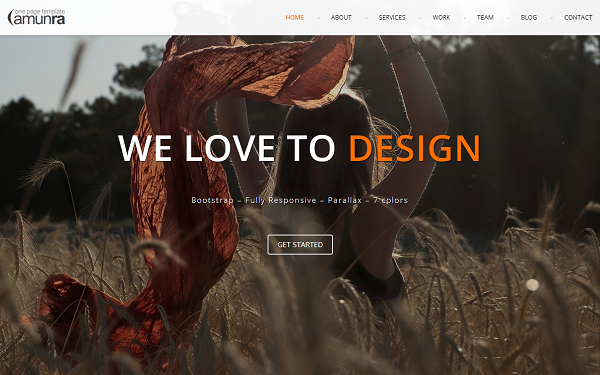 one page template
amunra
HOME ABOUT SERVICES WORK TEAM BLOG CONTACT
WE LOVE TO DESIGN
Bootstrap – Fully Responsive – Parallax – 7 colors
GET STARTED